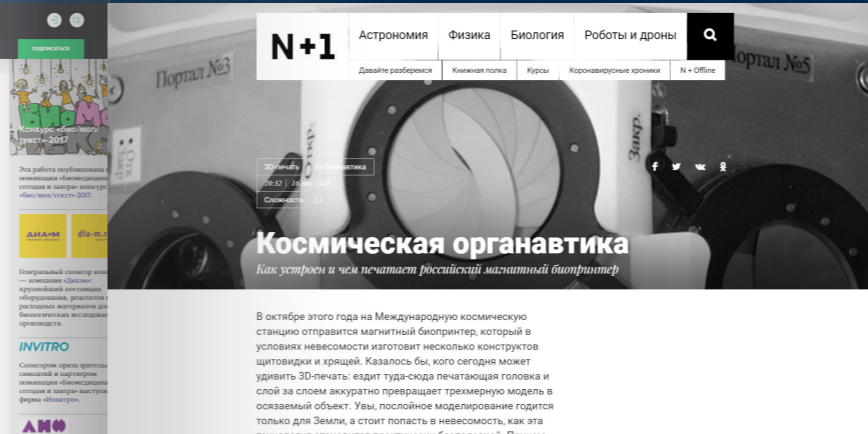 подписаться
Конкурс «био/мол/
текст»-2017
Эта работа опубликована
номинации «Биомедицина
сегодня и завтра» конкурса
«био/мол/текст»-2017.
ДИА•М
dia-m.r
Генеральный спонсор кон
— компания «Диаэм»:
крупнейший поставщик
оборудования, реагентов
расходных материалов для
биологических исследован
производств.
INVITRO
Спонсором приза зрительс
симпатий и партнером
номинации «Биомедицина
сегодня и завтра» выступи
фирма «Инвитро».
N+1
Астрономия
Физика
Биология
Роботы и дроны
Давайте разберемся
Книжная полка
Курсы
Коронавирусные хроники
N + Offline
Портал №3
Портал №5
Откр.
Закр.
3D-печать
Космонавтика
Сложность
Космическая органавтика
Как устроен и чем печатает российский магнитный биопринтер
В октябре этого года на Международную космическую
станцию отправится магнитный биопринтер, который в
условиях невесомости изготовит несколько конструктов
щитовидки и хрящей. Казалось бы, кого сегодня может
удивить 3D-печать: ездит туда-сюда печатающая головка и
слой за слоем аккуратно превращает трехмерную модель в
осязаемый объект. Увы, послойное моделирование годится
только для Земли, а стоит попасть в невесомость, как эта